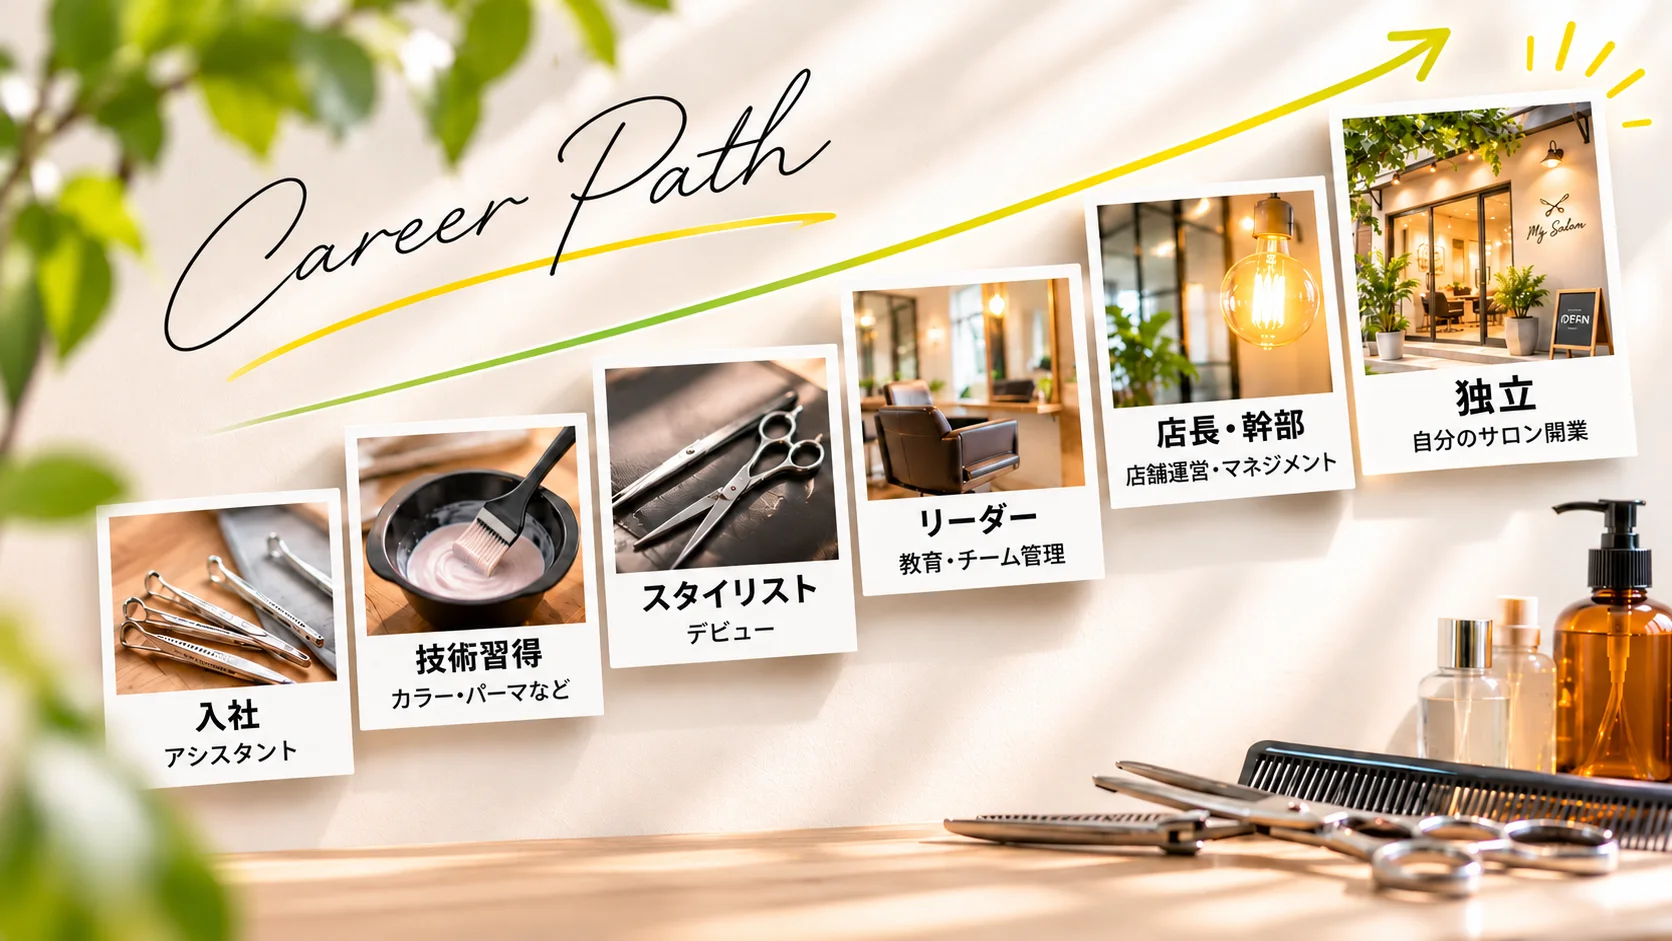 Career Path
入社
アシスタント
技術習得
カラー・パーマなど
スタイリスト
デビュー
リーダー
教育・チーム管理
店長・幹部
店舗運営・マネジメント
独立
自分のサロン開業
My Salon
OPEN